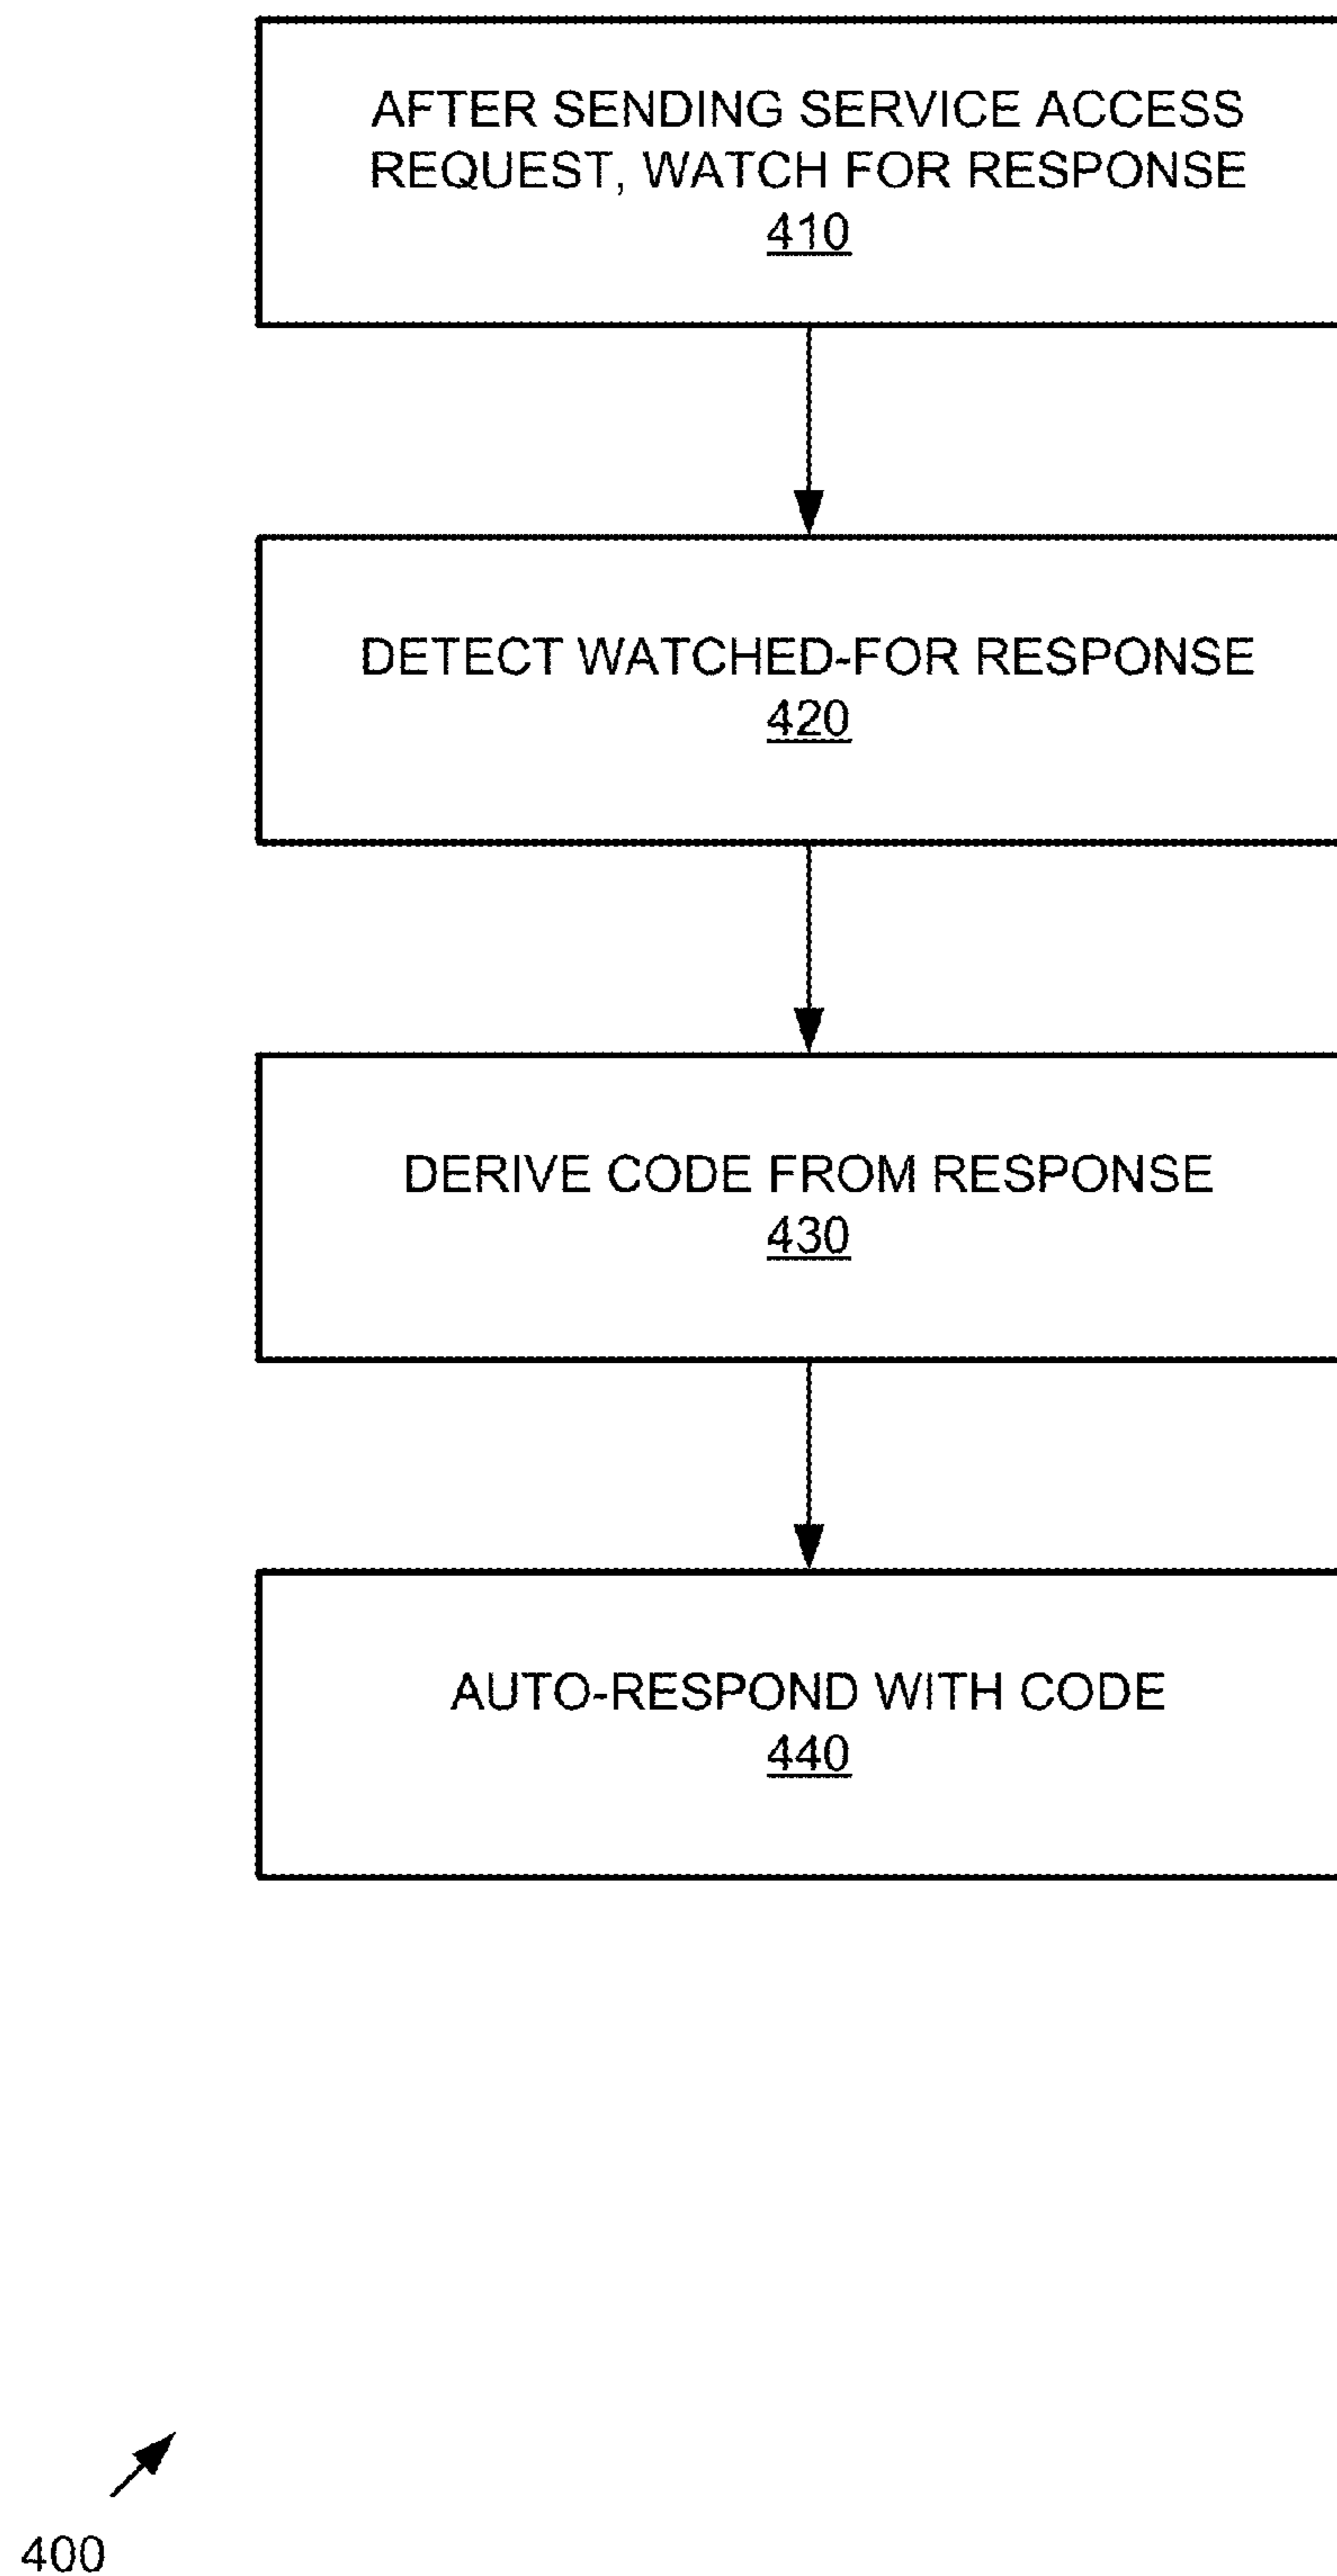 AFTER SENDING SERVICE ACCESS
REQUEST, WATCH FOR RESPONSE
410
DETECT WATCHED-FOR RESPONSE
420
DERIVE CODE FROM RESPONSE
430
AUTO-RESPOND WITH CODE
440
400